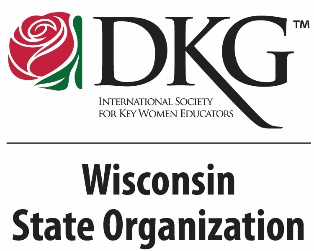 DKG™
INTERNATIONAL SOCIETY
FOR KEY WOMEN EDUCATORS
Wisconsin
State Organization